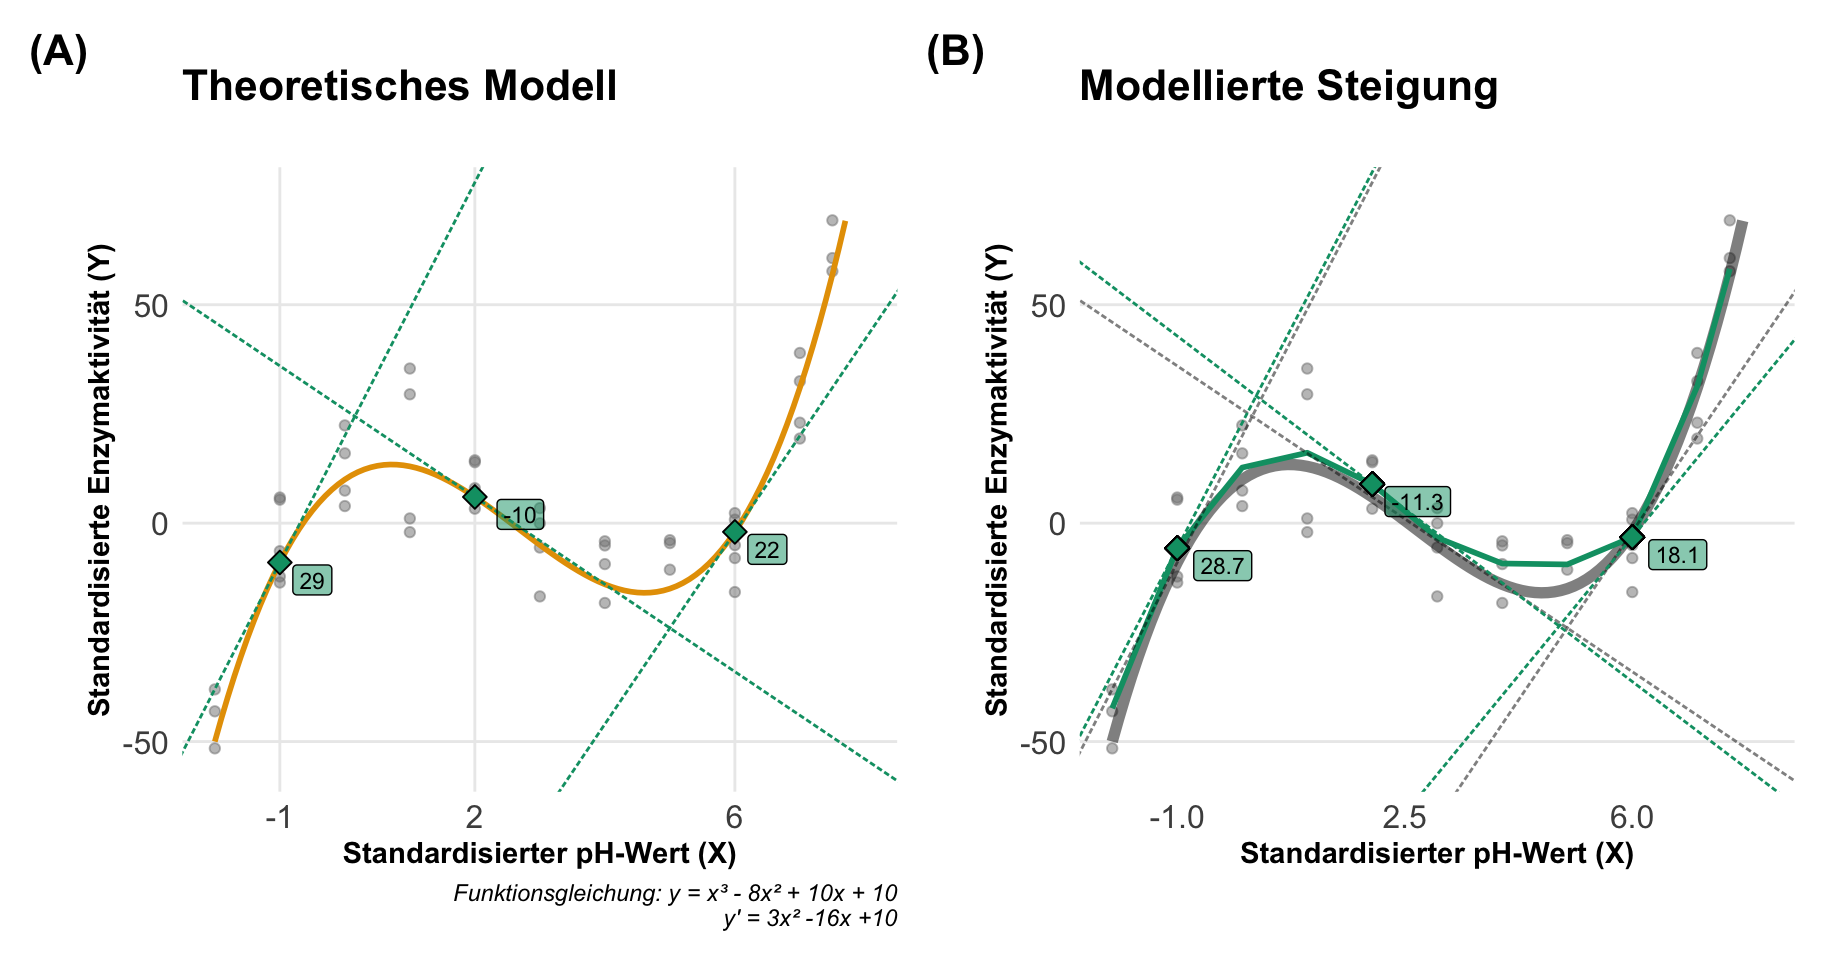 (A)
Theoretisches Modell
Standardisierte Enzymaktivität (Y)
50
0
-50
29
-10
22
-1
2
6
Standardisierter pH-Wert (X)
Funktionsgleichung: y = x³ - 8x² + 10x + 10
y' = 3x² -16x +10
(B)
Modellierte Steigung
Standardisierte Enzymaktivität (Y)
50
0
-50
28.7
-11.3
18.1
-1.0
2.5
6.0
Standardisierter pH-Wert (X)